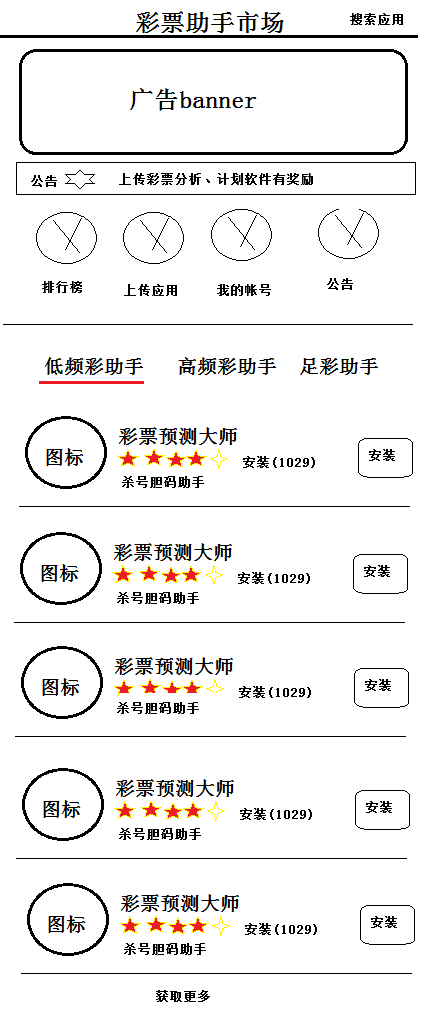 彩票助手市场 搜索应用
广告banner
公告 上传彩票分析、计划软件有奖励
排行榜 上传应用 我的帐号 公告
低频彩助手 高频彩助手 足彩助手
彩票预测大师
图标 安装(1029) 安装
杀号胆码助手
彩票预测大师
图标 安装(1029) 安装
杀号胆码助手
彩票预测大师
图标 安装(1029) 安装
杀号胆码助手
彩票预测大师
图标 安装(1029) 安装
杀号胆码助手
彩票预测大师
图标 安装(1029) 安装
杀号胆码助手
获取更多